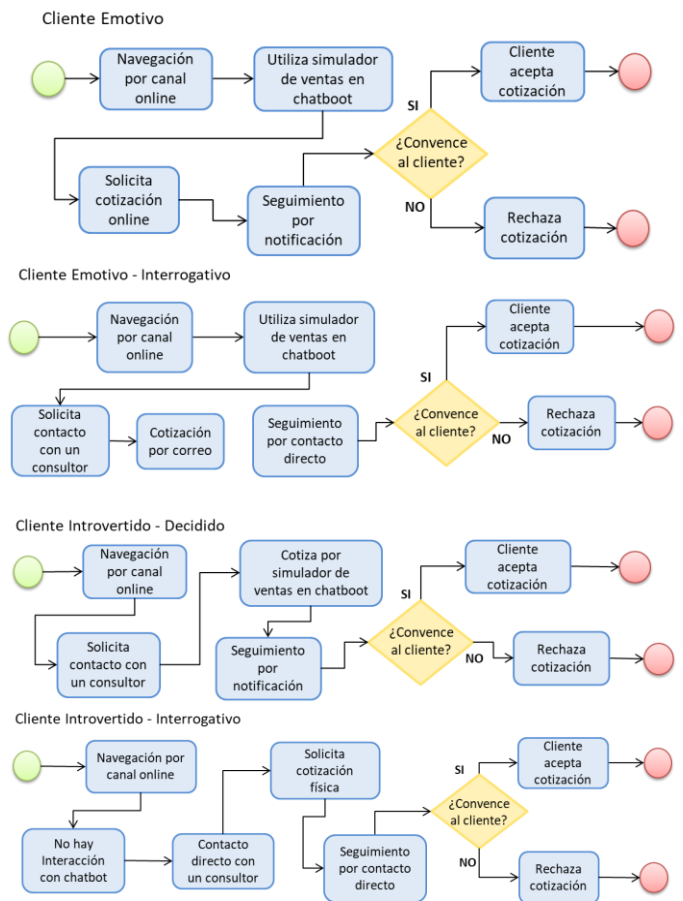 Cliente Emotivo
Navegación
por canal
online
Utiliza simulador
de ventas en
chatboot
Cliente
acepta
cotización
SI
¿Convence
al cliente?
Solicita
cotización
online
Seguimiento
por
notificación
NO
Rechaza
cotización
Cliente Emotivo - Interrogativo
Navegación
por canal
online
Utiliza simulador
de ventas en
chatboot
Cliente
acepta
cotización
SI
Solicita
contacto
con un
consultor
Cotización
por correo
Seguimiento
por contacto
directo
¿Convence
al cliente?
NO
Rechaza
cotización
Cliente Introvertido - Decidido
Navegación
por canal
online
Cotiza por
simulador de
ventas en
chatboot
Cliente
acepta
cotización
SI
Solicita
contacto con
un consultor
Seguimiento
por
notificación
¿Convence
al cliente?
NO
Rechaza
cotización
Cliente Introvertido - Interrogativo
Navegación por
canal online
Solicita
cotización
física
Cliente
acepta
cotización
SI
¿Convence
al cliente?
No hay
Interacción
con chatbot
Contacto
directo con
un consultor
Seguimiento
por contacto
directo
NO
Rechaza
cotización